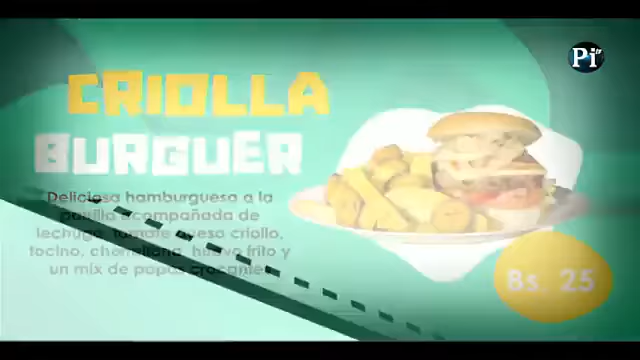 Pi
CRIOLLA
BURGUER
Deliciosa hamburguesa a la
parrilla acompañada de
lechuga, tomate queso criollo,
tocino, chorrellana, huevo frito y
un mix de papas crocante
Bs. 25